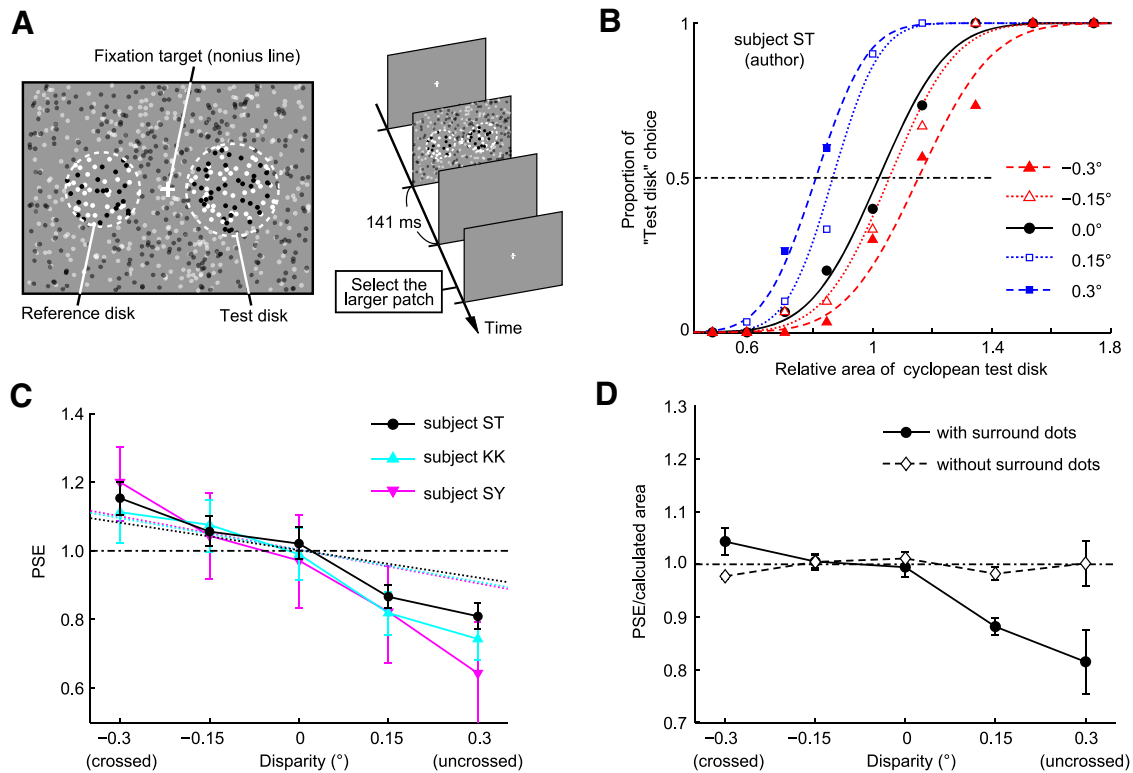 A
Fixation target (nonius line)
Reference disk
Test disk
141 ms
Select the
larger patch
Time
B
subject ST
(author)
Proportion of
"Test disk" choice
1
0.5
0
0.6
1
1.4
1.8
Relative area of cyclopean test disk
−0.3°
−0.15°
0.0°
0.15°
0.3°
C
PSE
1.4
1.2
1.0
0.8
0.6
subject ST
subject KK
subject SY
−0.3
−0.15
0
0.15
0.3
(crossed)
Disparity (°)
(uncrossed)
D
PSE/calculated area
1.3
1.2
1.1
1.0
0.9
0.8
0.7
with surround dots
without surround dots
−0.3
−0.15
0
0.15
0.3
(crossed)
Disparity (°)
(uncrossed)